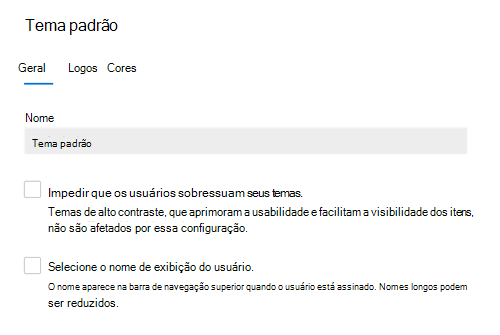 Tema padrão
Geral Logos Cores
Nome
Tema padrão
Impedir que os usuários sobressuam seus temas.
Temas de alto contraste, que aprimoram a usabilidade e facilitam a visibilidade dos itens,
não são afetados por essa configuração.
Selecione o nome de exibição do usuário.
O nome aparece na barra de navegação superior quando o usuário está assinado. Nomes longos podem
ser reduzidos.